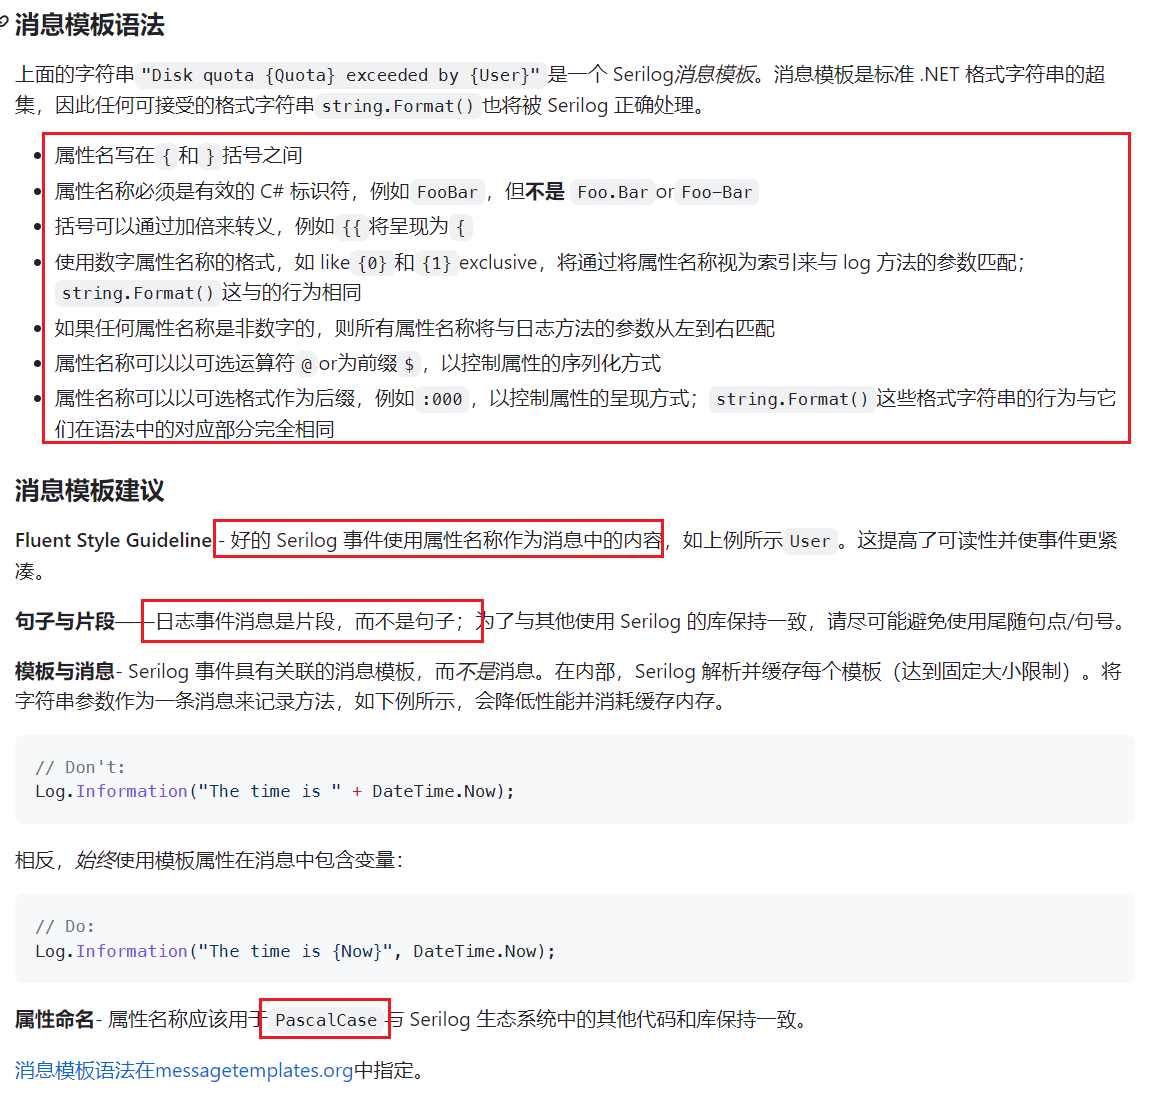 消息模板语法
上面的字符串 "Disk quota {Quota} exceeded by {User}" 是一个 Serilog消息模板。消息模板是标准 .NET 格式字符串的超
集，因此任何可接受的格式字符串 string.Format() 也将被 Serilog 正确处理。
• 属性名写在 { 和 } 括号之间
• 属性名称必须是有效的 C# 标识符，例如 FooBar ，但不是 Foo.Bar or Foo-Bar
• 括号可以通过加倍来转义，例如 {{ 将呈现为 {
• 使用数字属性名称的格式，如 like {0} 和 {1} exclusive，将通过将属性名称视为索引来与 log 方法的参数匹配；
string.Format() 这与的行为相同
• 如果任何属性名称是非数字的，则所有属性名称将与日志方法的参数从左到右匹配
• 属性名称可以以可选运算符 @ or为前缀 $ ，以控制属性的序列化方式
• 属性名称可以以可选格式作为后缀，例如 :000 ，以控制属性的呈现方式； string.Format() 这些格式字符串的行为与它
们在语法中的对应部分完全相同
消息模板建议
Fluent Style Guideline - 好的 Serilog 事件使用属性名称作为消息中的内容，如上例所示 User 。这提高了可读性并使事件更紧
凑。
句子与片段——日志事件消息是片段，而不是句子；为了与其他使用 Serilog 的库保持一致，请尽可能避免使用尾随句点/句号。
模板与消息- Serilog 事件具有关联的消息模板，而不是消息。在内部，Serilog 解析并缓存每个模板（达到固定大小限制）。将
字符串参数作为一条消息来记录方法，如下例所示，会降低性能并消耗缓存内存。
// Don't:
Log.Information("The time is " + DateTime.Now);
相反，始终使用模板属性在消息中包含变量：
// Do:
Log.Information("The time is {Now}", DateTime.Now);
属性命名- 属性名称应该用于 PascalCase 与 Serilog 生态系统中的其他代码和库保持一致。
消息模板语法在messagetemplates.org中指定。